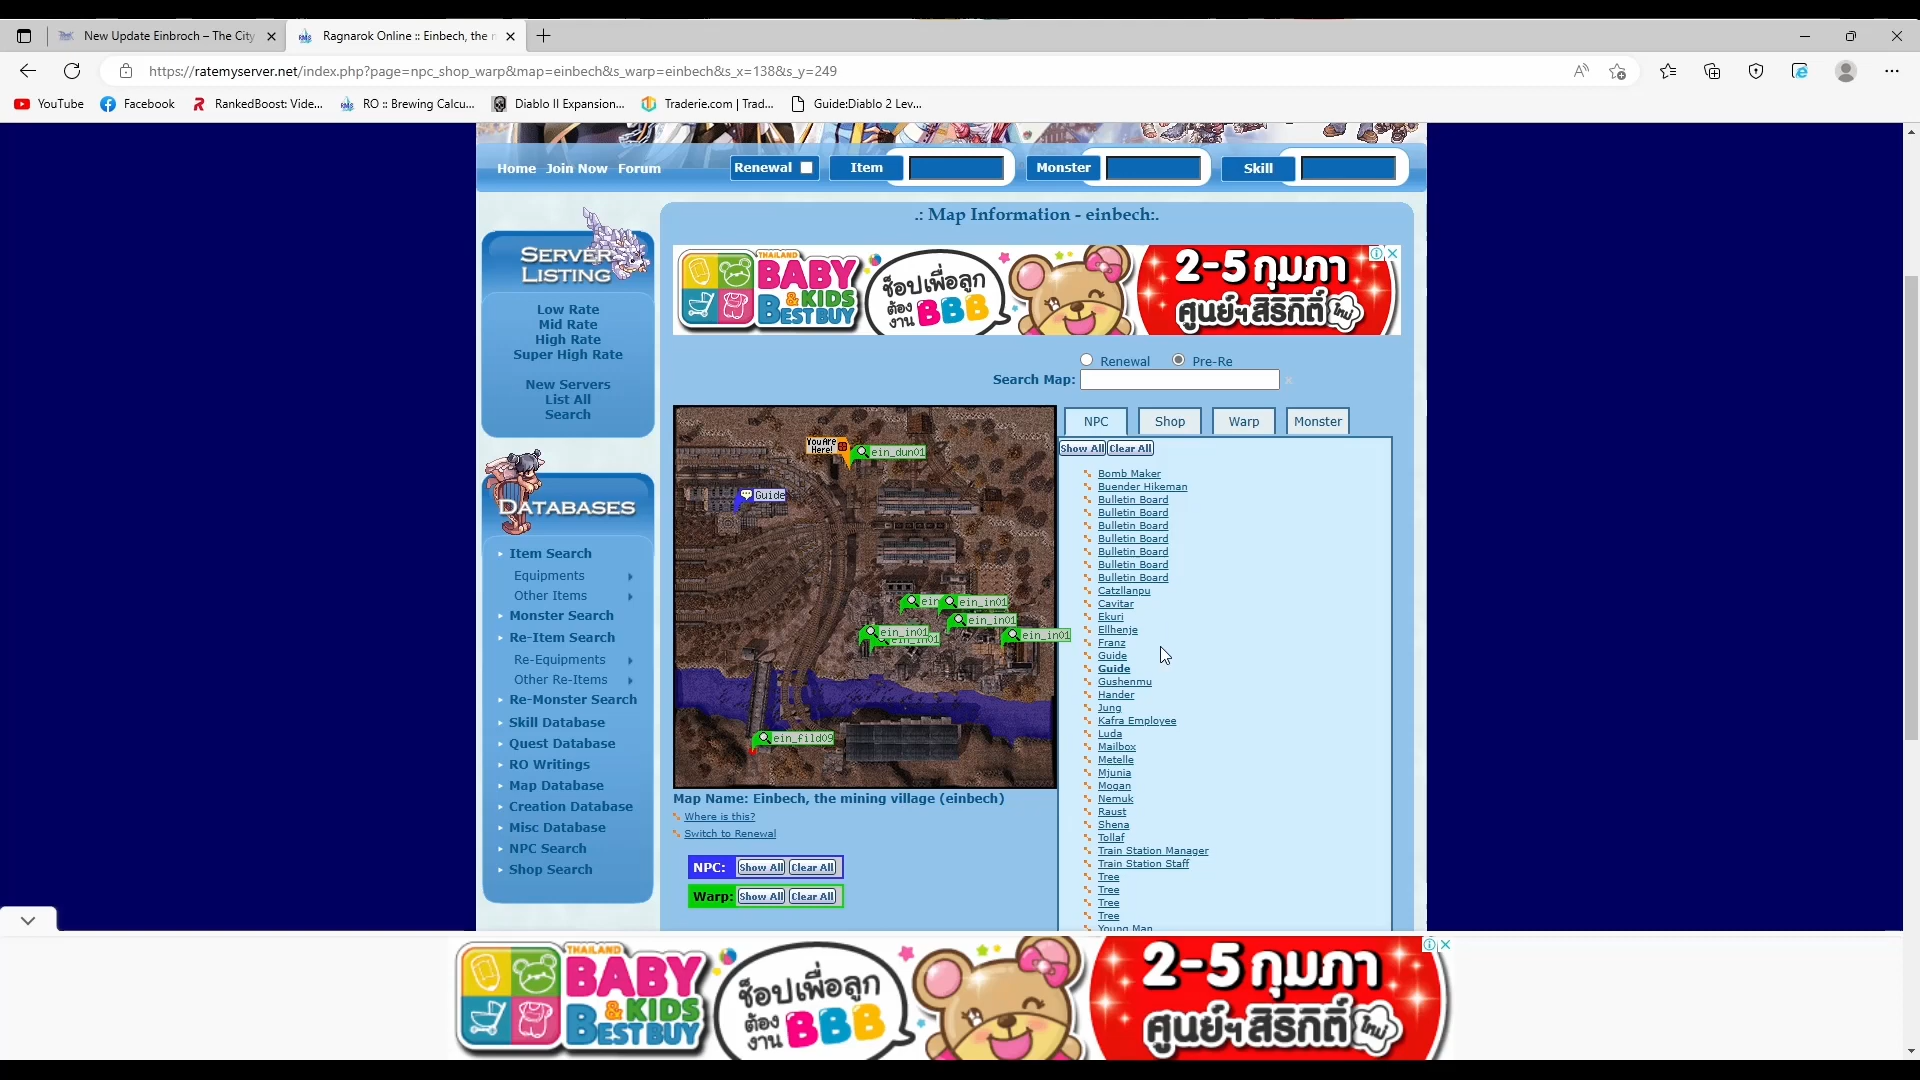 New Update Einbroch – The City
Ragnarok Online :: Einbech, the
https://ratemyserver.net/index.php?page=npc_shop_warp&map=einbech&s_warp=einbech&s_x=138&s_y=249
YouTube Facebook RankedBoost: Vide... RO :: Brewing Calcu... Diablo II Expansion... Traderie.com | Trad... Guide:Diablo 2 Lev...
Home Join Now Forum Renewal Item Monster Skill
SERVER LISTING
Low Rate
Mid Rate
High Rate
Super High Rate
New Servers
List All
Search
DATABASES
Item Search
Equipments
Other Items
Monster Search
Re-Item Search
Re-Equipments
Other Re-Items
Re-Monster Search
Skill Database
Quest Database
RO Writings
Map Database
Creation Database
Misc Database
NPC Search
Shop Search
.: Map Information - einbech:.
THAILAND
BABY
& KIDS
BEST BUY
ช็อปเพื่อลูก
ต้อง
งาน BBB
2-5 กุมภา
ศูนย์ฯสิริกิติ์ ใหม่
Renewal Pre-Re
Search Map:
You Are
Here!
ein_dun01
Guide
ein
ein_in01
ein_in01
ein_in01
ein_in01
ein_in01
ein_fild09
Map Name: Einbech, the mining village (einbech)
Where is this?
Switch to Renewal
NPC: Show All Clear All
Warp: Show All Clear All
NPC Shop Warp Monster
Show All Clear All
Bomb Maker
Buender Hikeman
Bulletin Board
Bulletin Board
Bulletin Board
Bulletin Board
Bulletin Board
Bulletin Board
Bulletin Board
Catzllanpu
Cavitar
Ekuri
Ellhenje
Franz
Guide
Guide
Gushenmu
Hander
Jung
Kafra Employee
Luda
Mailbox
Metelle
Mjunia
Mogan
Nemuk
Raust
Shena
Tollaf
Train Station Manager
Train Station Staff
Tree
Tree
Tree
Tree
Young Man
THAILAND
BABY
& KIDS
BEST BUY
ช็อปเพื่อลูก
ต้อง
งาน BBB
2-5 กุมภา
ศูนย์ฯสิริกิติ์ ใหม่